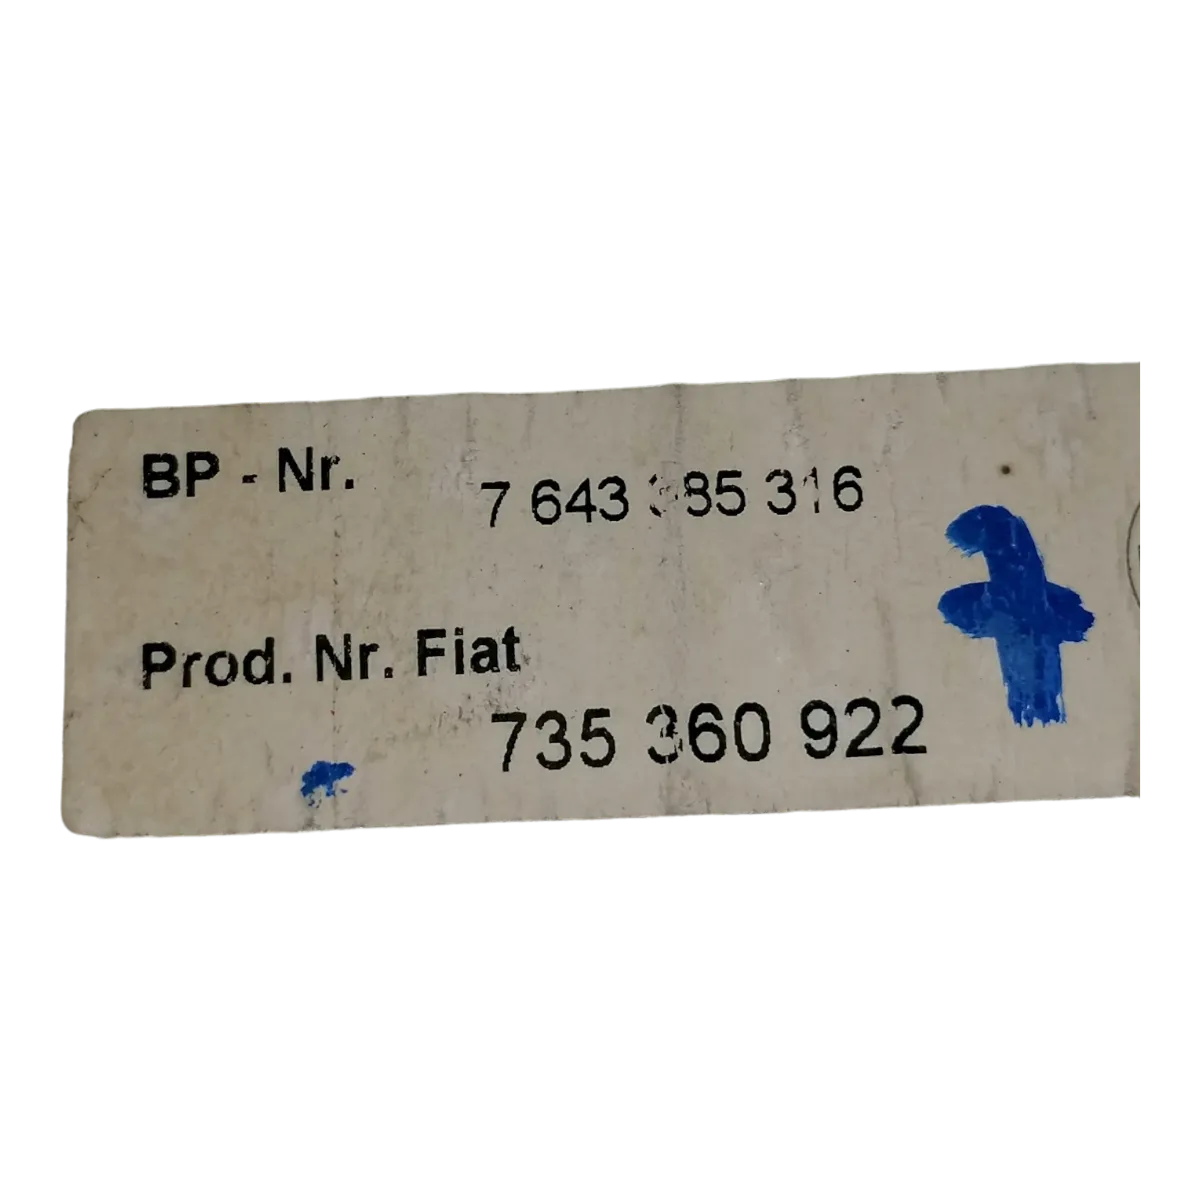 BP - Nr.
7 643 385 316
Prod. Nr. Fiat
735 360 922